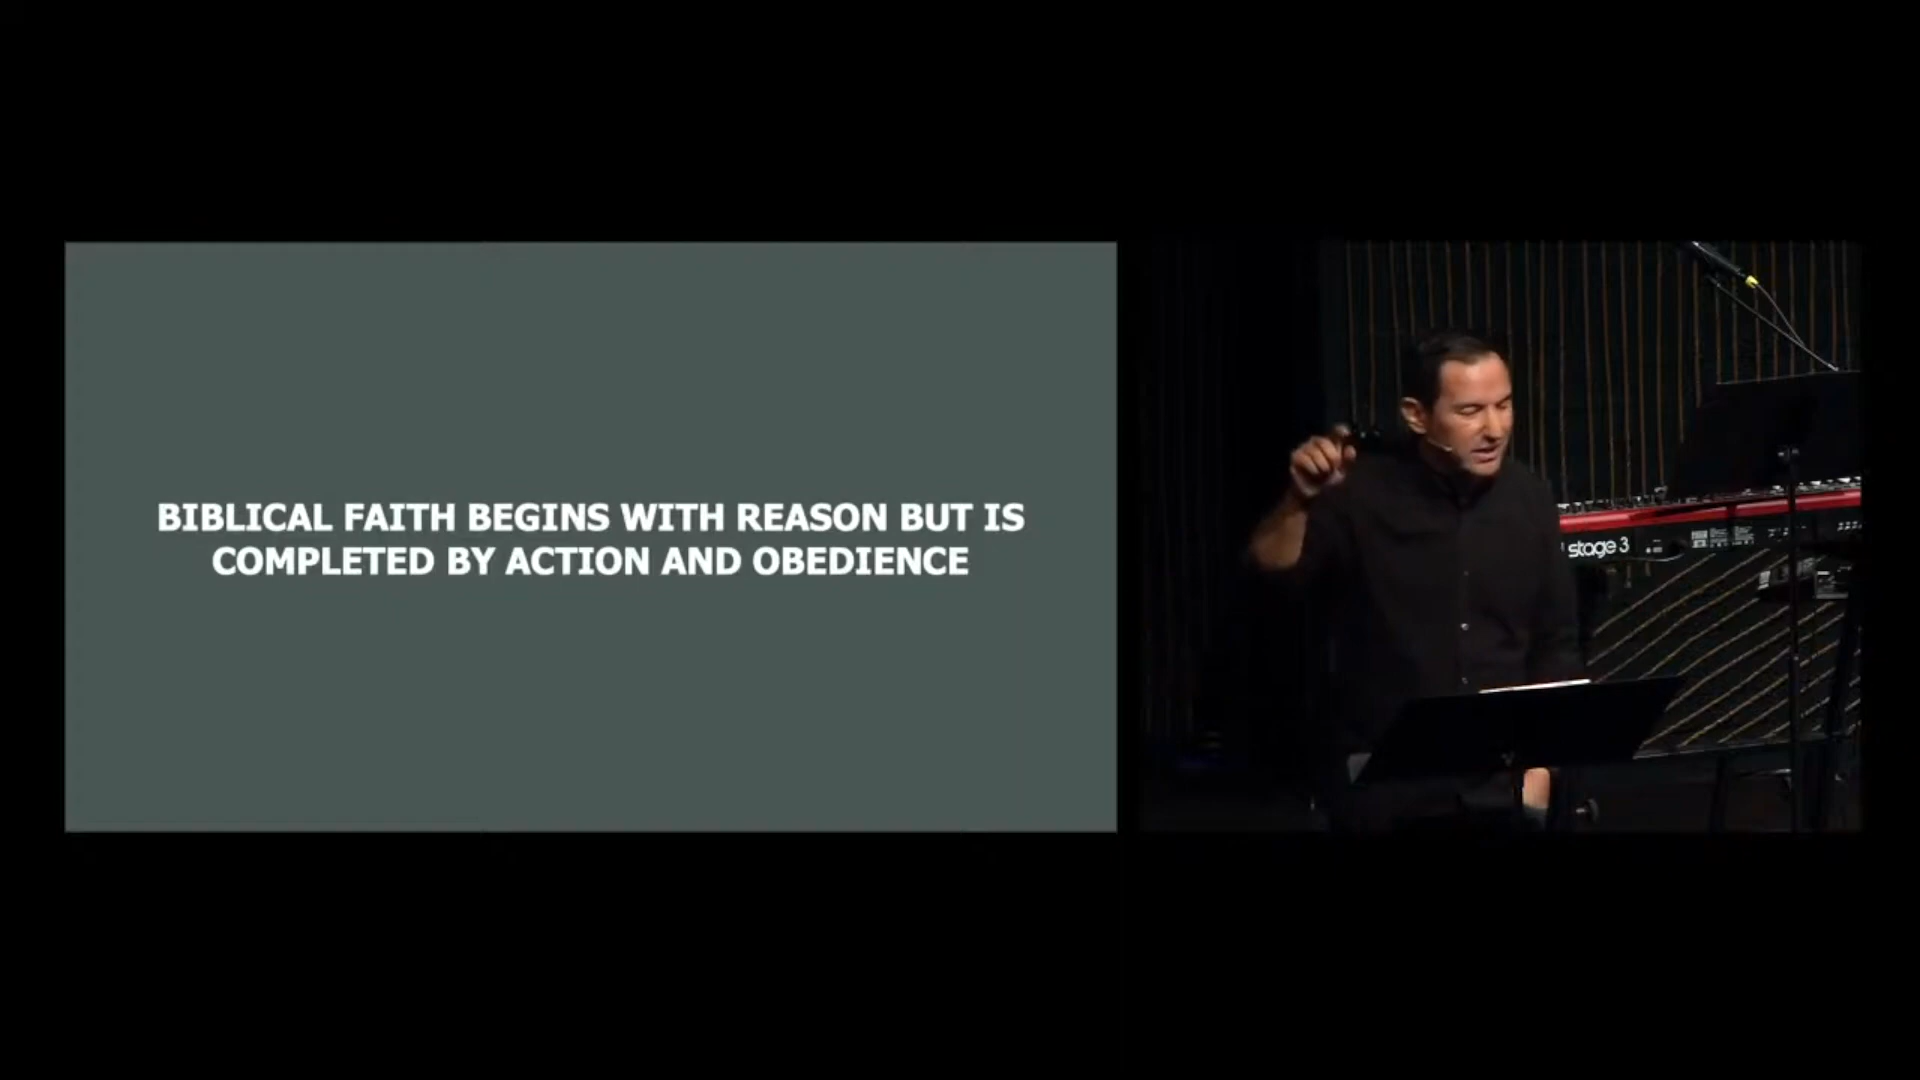 BIBLICAL FAITH BEGINS WITH REASON BUT IS
COMPLETED BY ACTION AND OBEDIENCE
stage 3